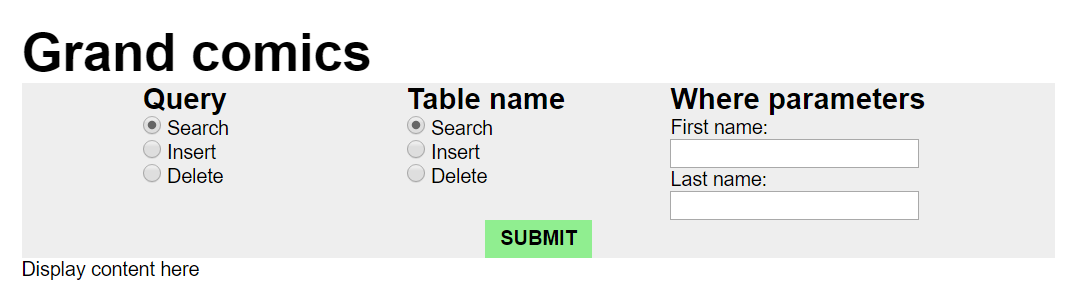 Grand comics
Query
Search
Insert
Delete
Table name
Search
Insert
Delete
Where parameters
First name:
Last name:
SUBMIT
Display content here